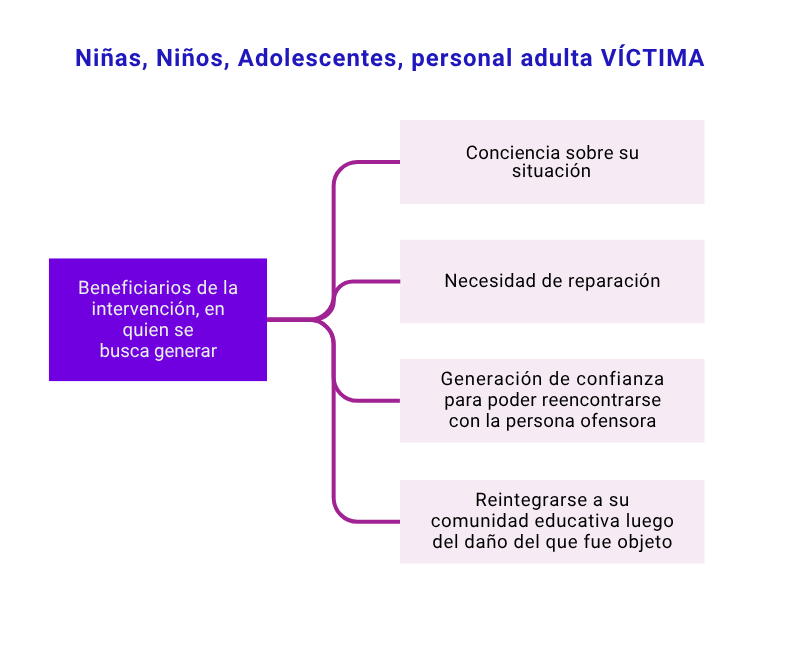 Niñas, Niños, Adolescentes, personal adulta VÍCTIMA
Conciencia sobre su
situación
Necesidad de reparación
Beneficiarios de la
intervención, en
quien se
busca generar
Generación de confianza
para poder reencontrarse
con la persona ofensora
Reintegrarse a su
comunidad educativa luego
del daño del que fue objeto